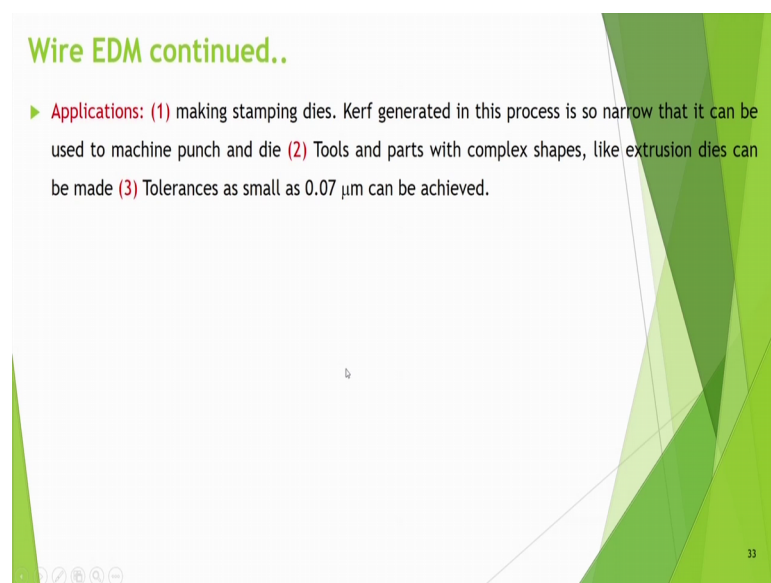 Wire EDM continued..
Applications: (1) making stamping dies. Kerf generated in this process is so narrow that it can be
used to machine punch and die (2) Tools and parts with complex shapes, like extrusion dies can
be made (3) Tolerances as small as 0.07 μm can be achieved.
33